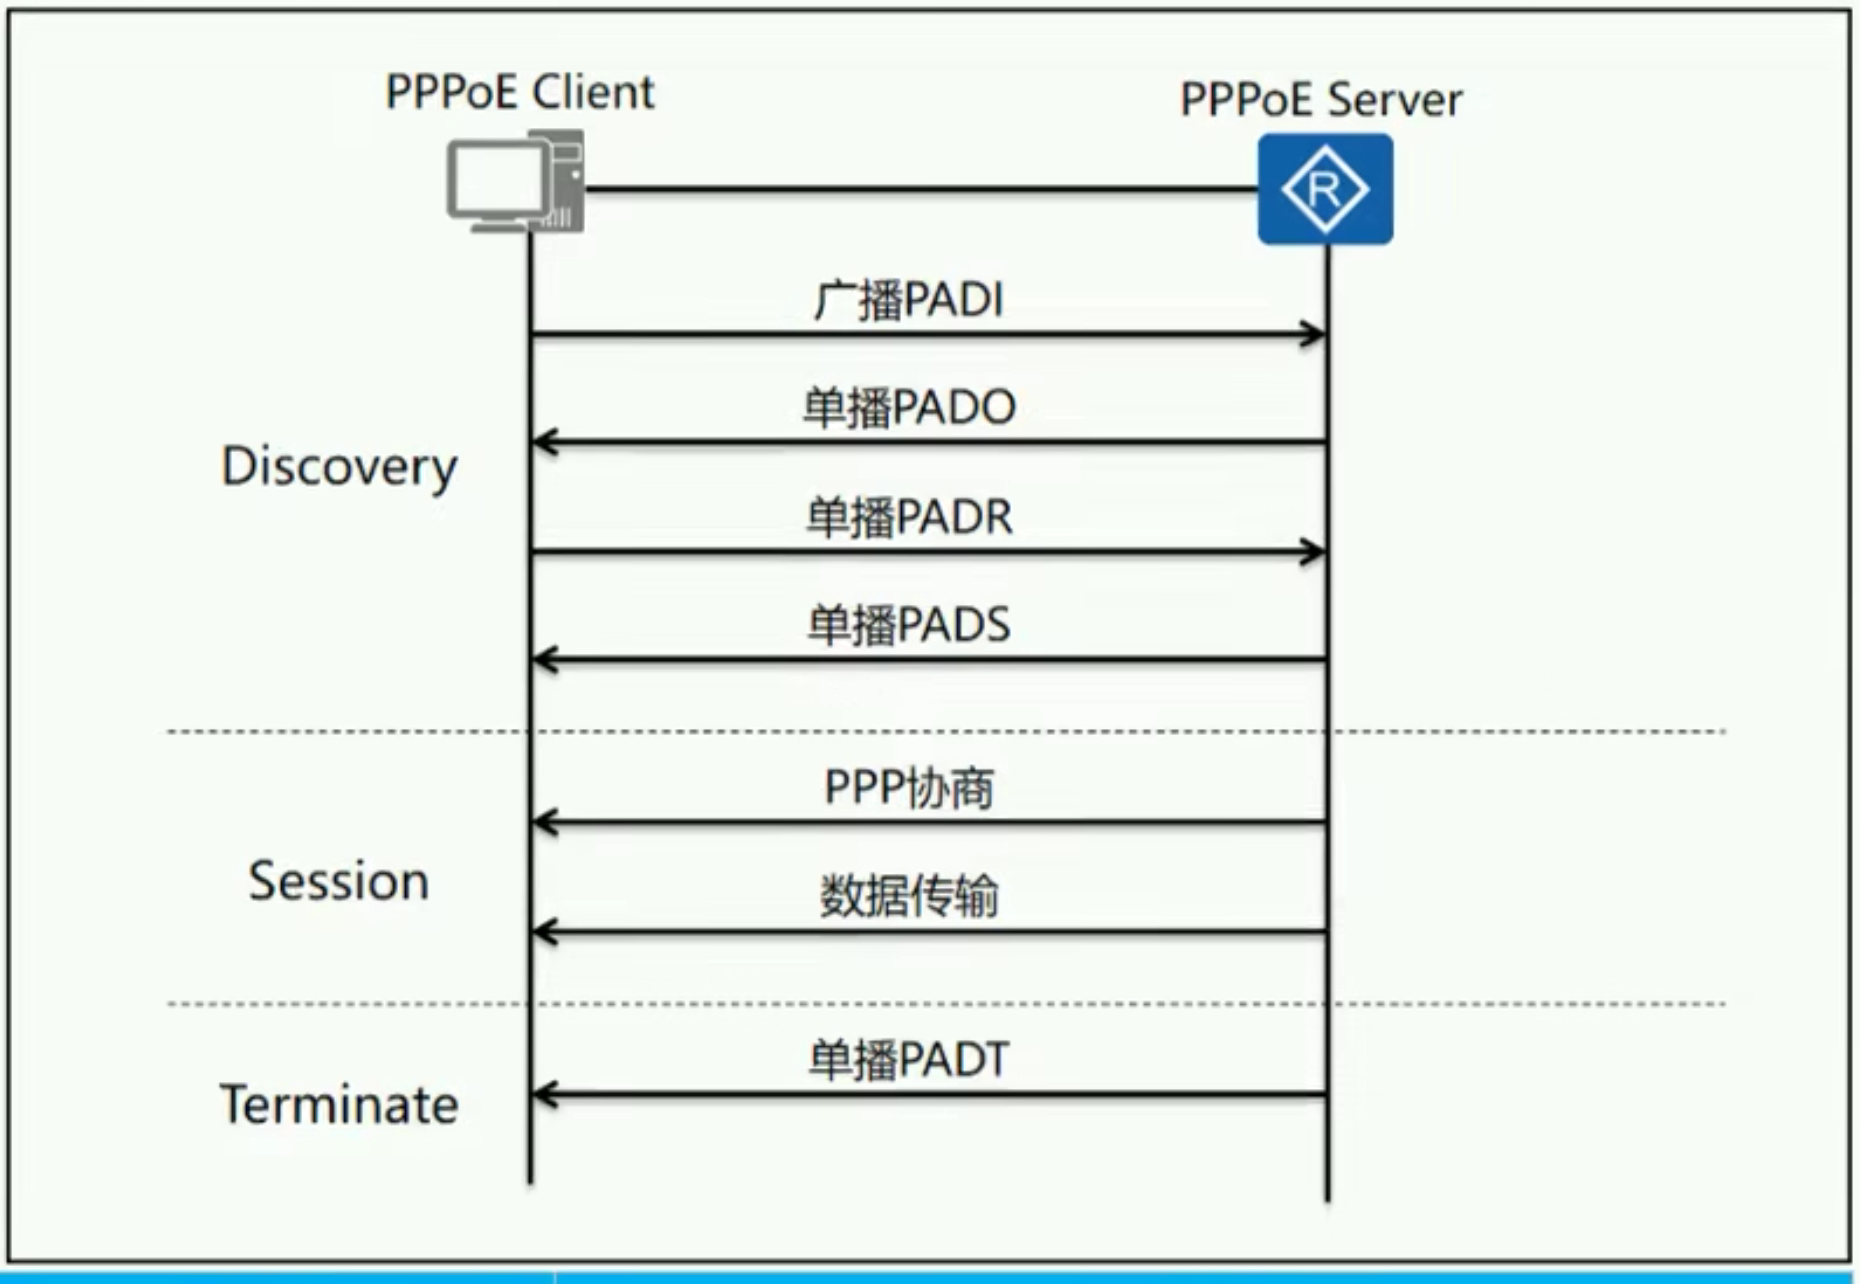 PPPoE Client
PPPoE Server
R
广播PADI
单播PADO
Discovery
单播PADR
单播PADS
PPP协商
Session
数据传输
单播PADT
Terminate